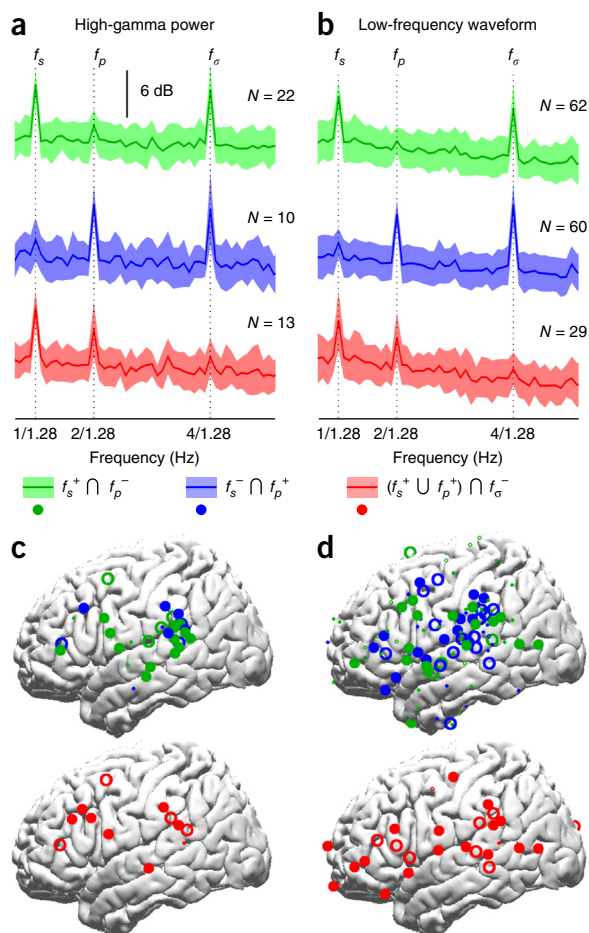 a
High-gamma power
b
Low-frequency waveform
fs fp fσ
6 dB
N = 22
N = 10
N = 13
1/1.28 2/1.28 4/1.28
Frequency (Hz)
fs fp fσ
N = 62
N = 60
N = 29
1/1.28 2/1.28 4/1.28
Frequency (Hz)
fs+ ⋂ fp−
fs− ⋂ fp+
(fs+ ⋃ fp+) ⋂ fσ−
c
d